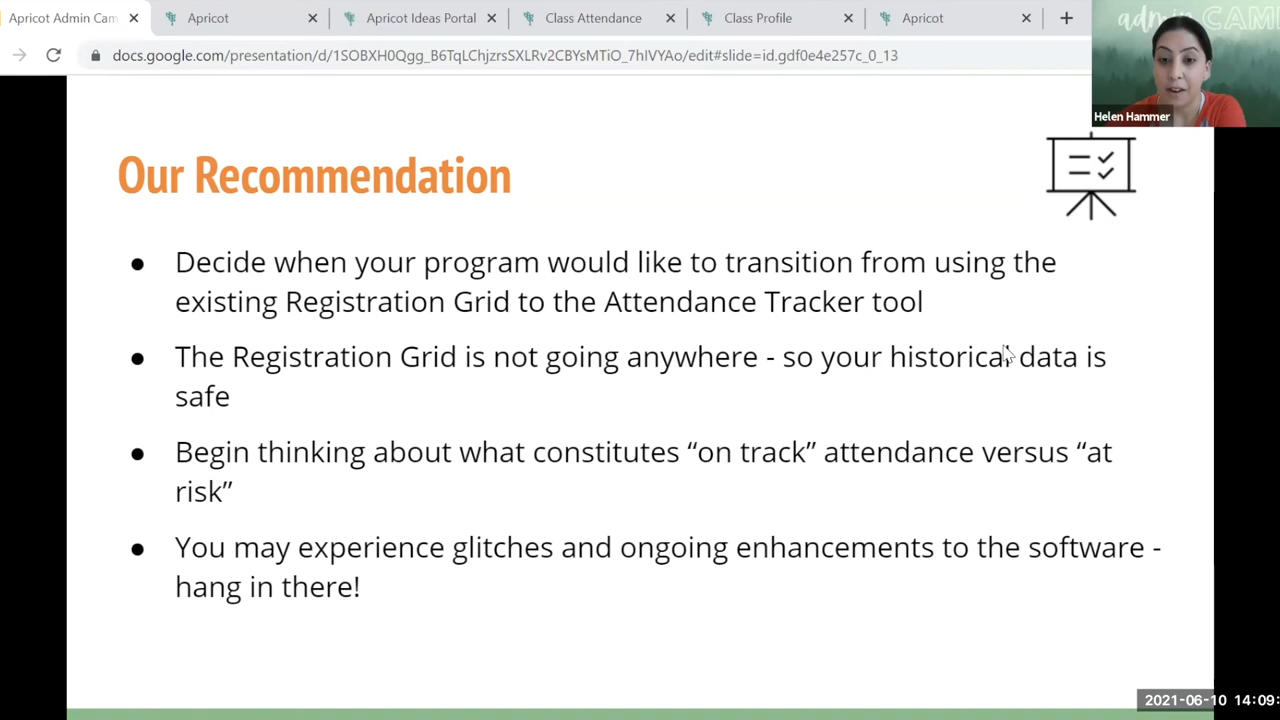 Apricot Admin Cam
Apricot
Apricot Ideas Portal
Class Attendance
Class Profile
Apricot
docs.google.com/presentation/d/1SOBXH0Qgg_B6TqLChjzrsSXLRv2CBYsMTiO_7hIVYAo/edit#slide=id.gdf0e4e257c_0_13
admin CAM
Helen Hammer
Our Recommendation
● Decide when your program would like to transition from using the
existing Registration Grid to the Attendance Tracker tool
● The Registration Grid is not going anywhere - so your historical data is
safe
● Begin thinking about what constitutes “on track” attendance versus “at
risk”
● You may experience glitches and ongoing enhancements to the software -
hang in there!
2021-06-10 14:09: